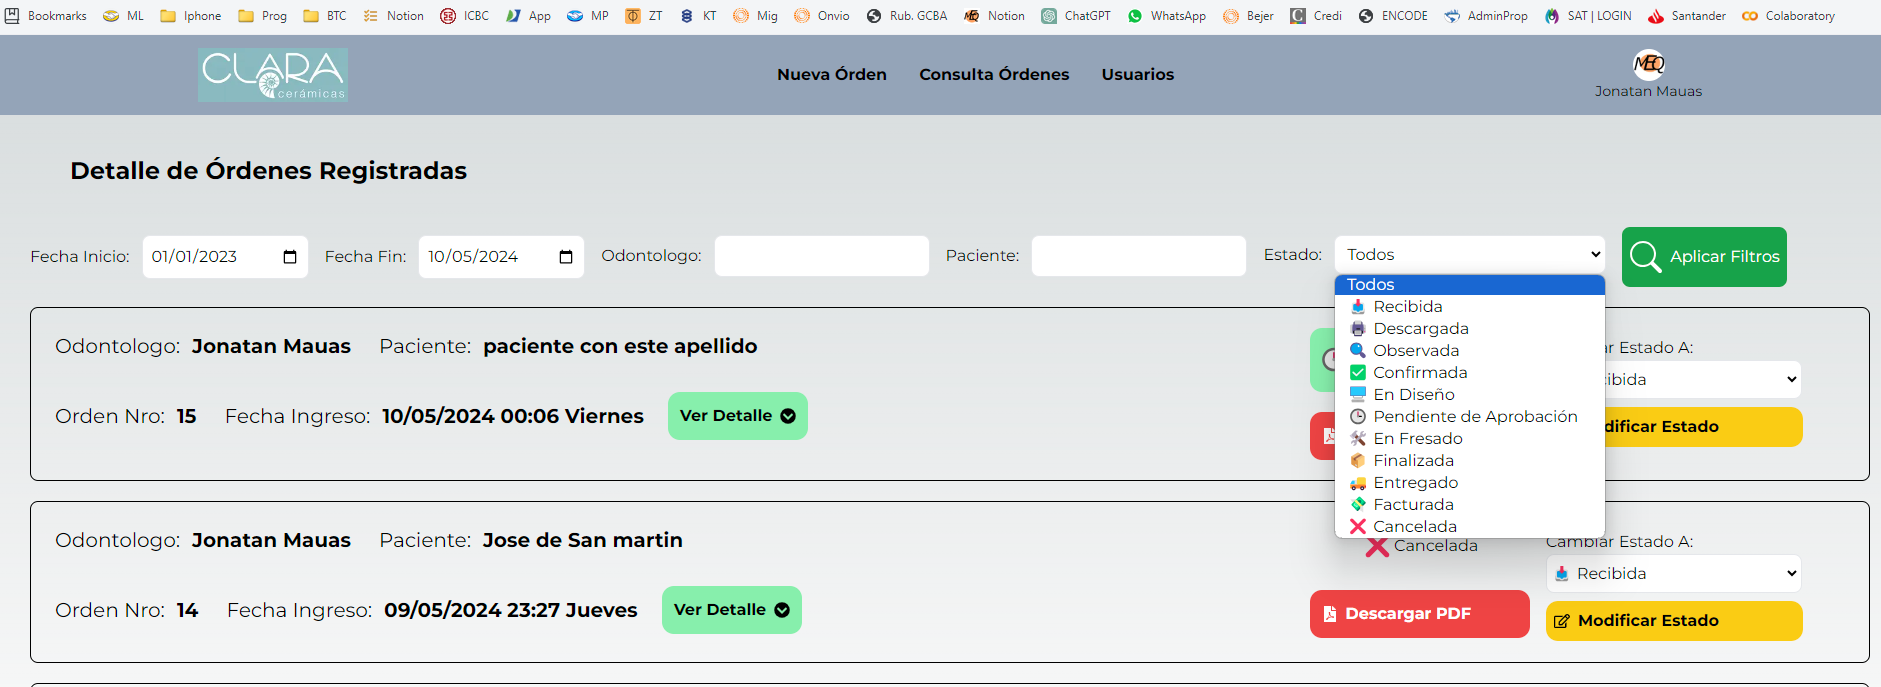 Bookmarks ML Iphone Prog BTC Notion ICBC App MP ZT KT Mig Onvio Rub. GCBA Notion ChatGPT WhatsApp Bejer Credi ENCODE AdminProp SAT | LOGIN Santander Colaboratory
CLARA
cerámicas
Nueva Órden Consulta Órdenes Usuarios
MEQ
Jonatan Mauas
Detalle de Órdenes Registradas
Fecha Inicio: 01/01/2023 Fecha Fin: 10/05/2024 Odontologo: Paciente: Estado: Todos Aplicar Filtros
Todos
Recibida
Descargada
Observada
Confirmada
En Diseño
Pendiente de Aprobación
En Fresado
Finalizada
Entregado
Facturada
Cancelada
Odontologo: Jonatan Mauas Paciente: paciente con este apellido
ar Estado A:
ibida
Orden Nro: 15 Fecha Ingreso: 10/05/2024 00:06 Viernes Ver Detalle
dificar Estado
Odontologo: Jonatan Mauas Paciente: Jose de San martin
Cancelada
Cambiar Estado A:
Recibida
Orden Nro: 14 Fecha Ingreso: 09/05/2024 23:27 Jueves Ver Detalle
Descargar PDF
Modificar Estado